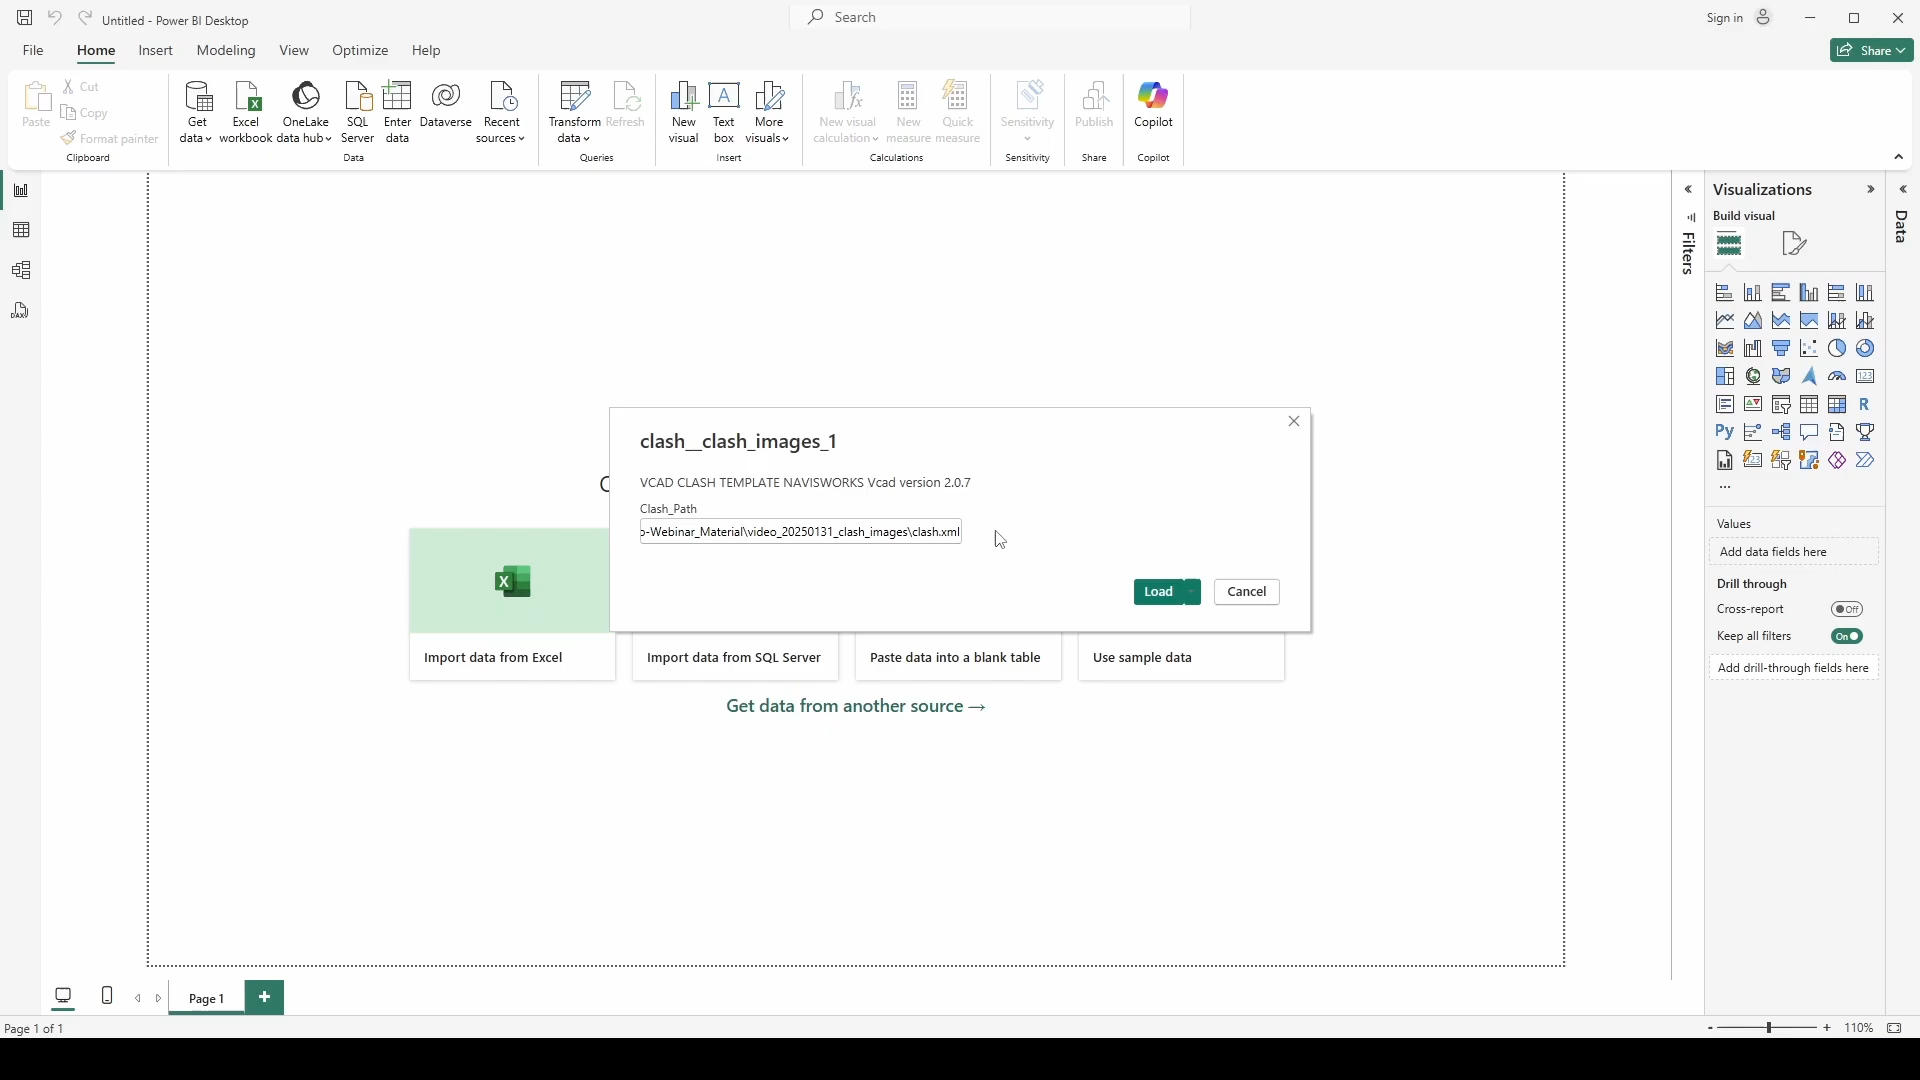 Untitled - Power BI Desktop
Search
Sign in
File
Home
Insert
Modeling
View
Optimize
Help
Share
Paste
Cut
Copy
Format painter
Clipboard
Get data
Excel workbook
OneLake data hub
SQL Server
Enter data
Dataverse
Recent sources
Data
Transform data
Refresh
Queries
New visual
Text box
More visuals
Insert
New visual calculation
New measure
Quick measure
Calculations
Sensitivity
Sensitivity
Publish
Share
Copilot
Copilot
clash__clash_images_1
VCAD CLASH TEMPLATE NAVISWORKS Vcad version 2.0.7
Clash_Path
-Webinar_Material\video_20250131_clash_images\clash.xml
Load
Cancel
Import data from Excel
Import data from SQL Server
Paste data into a blank table
Use sample data
Get data from another source →
Filters
Visualizations
Build visual
Data
Values
Add data fields here
Drill through
Cross-report
Off
Keep all filters
On
Add drill-through fields here
Page 1
Page 1 of 1
110%